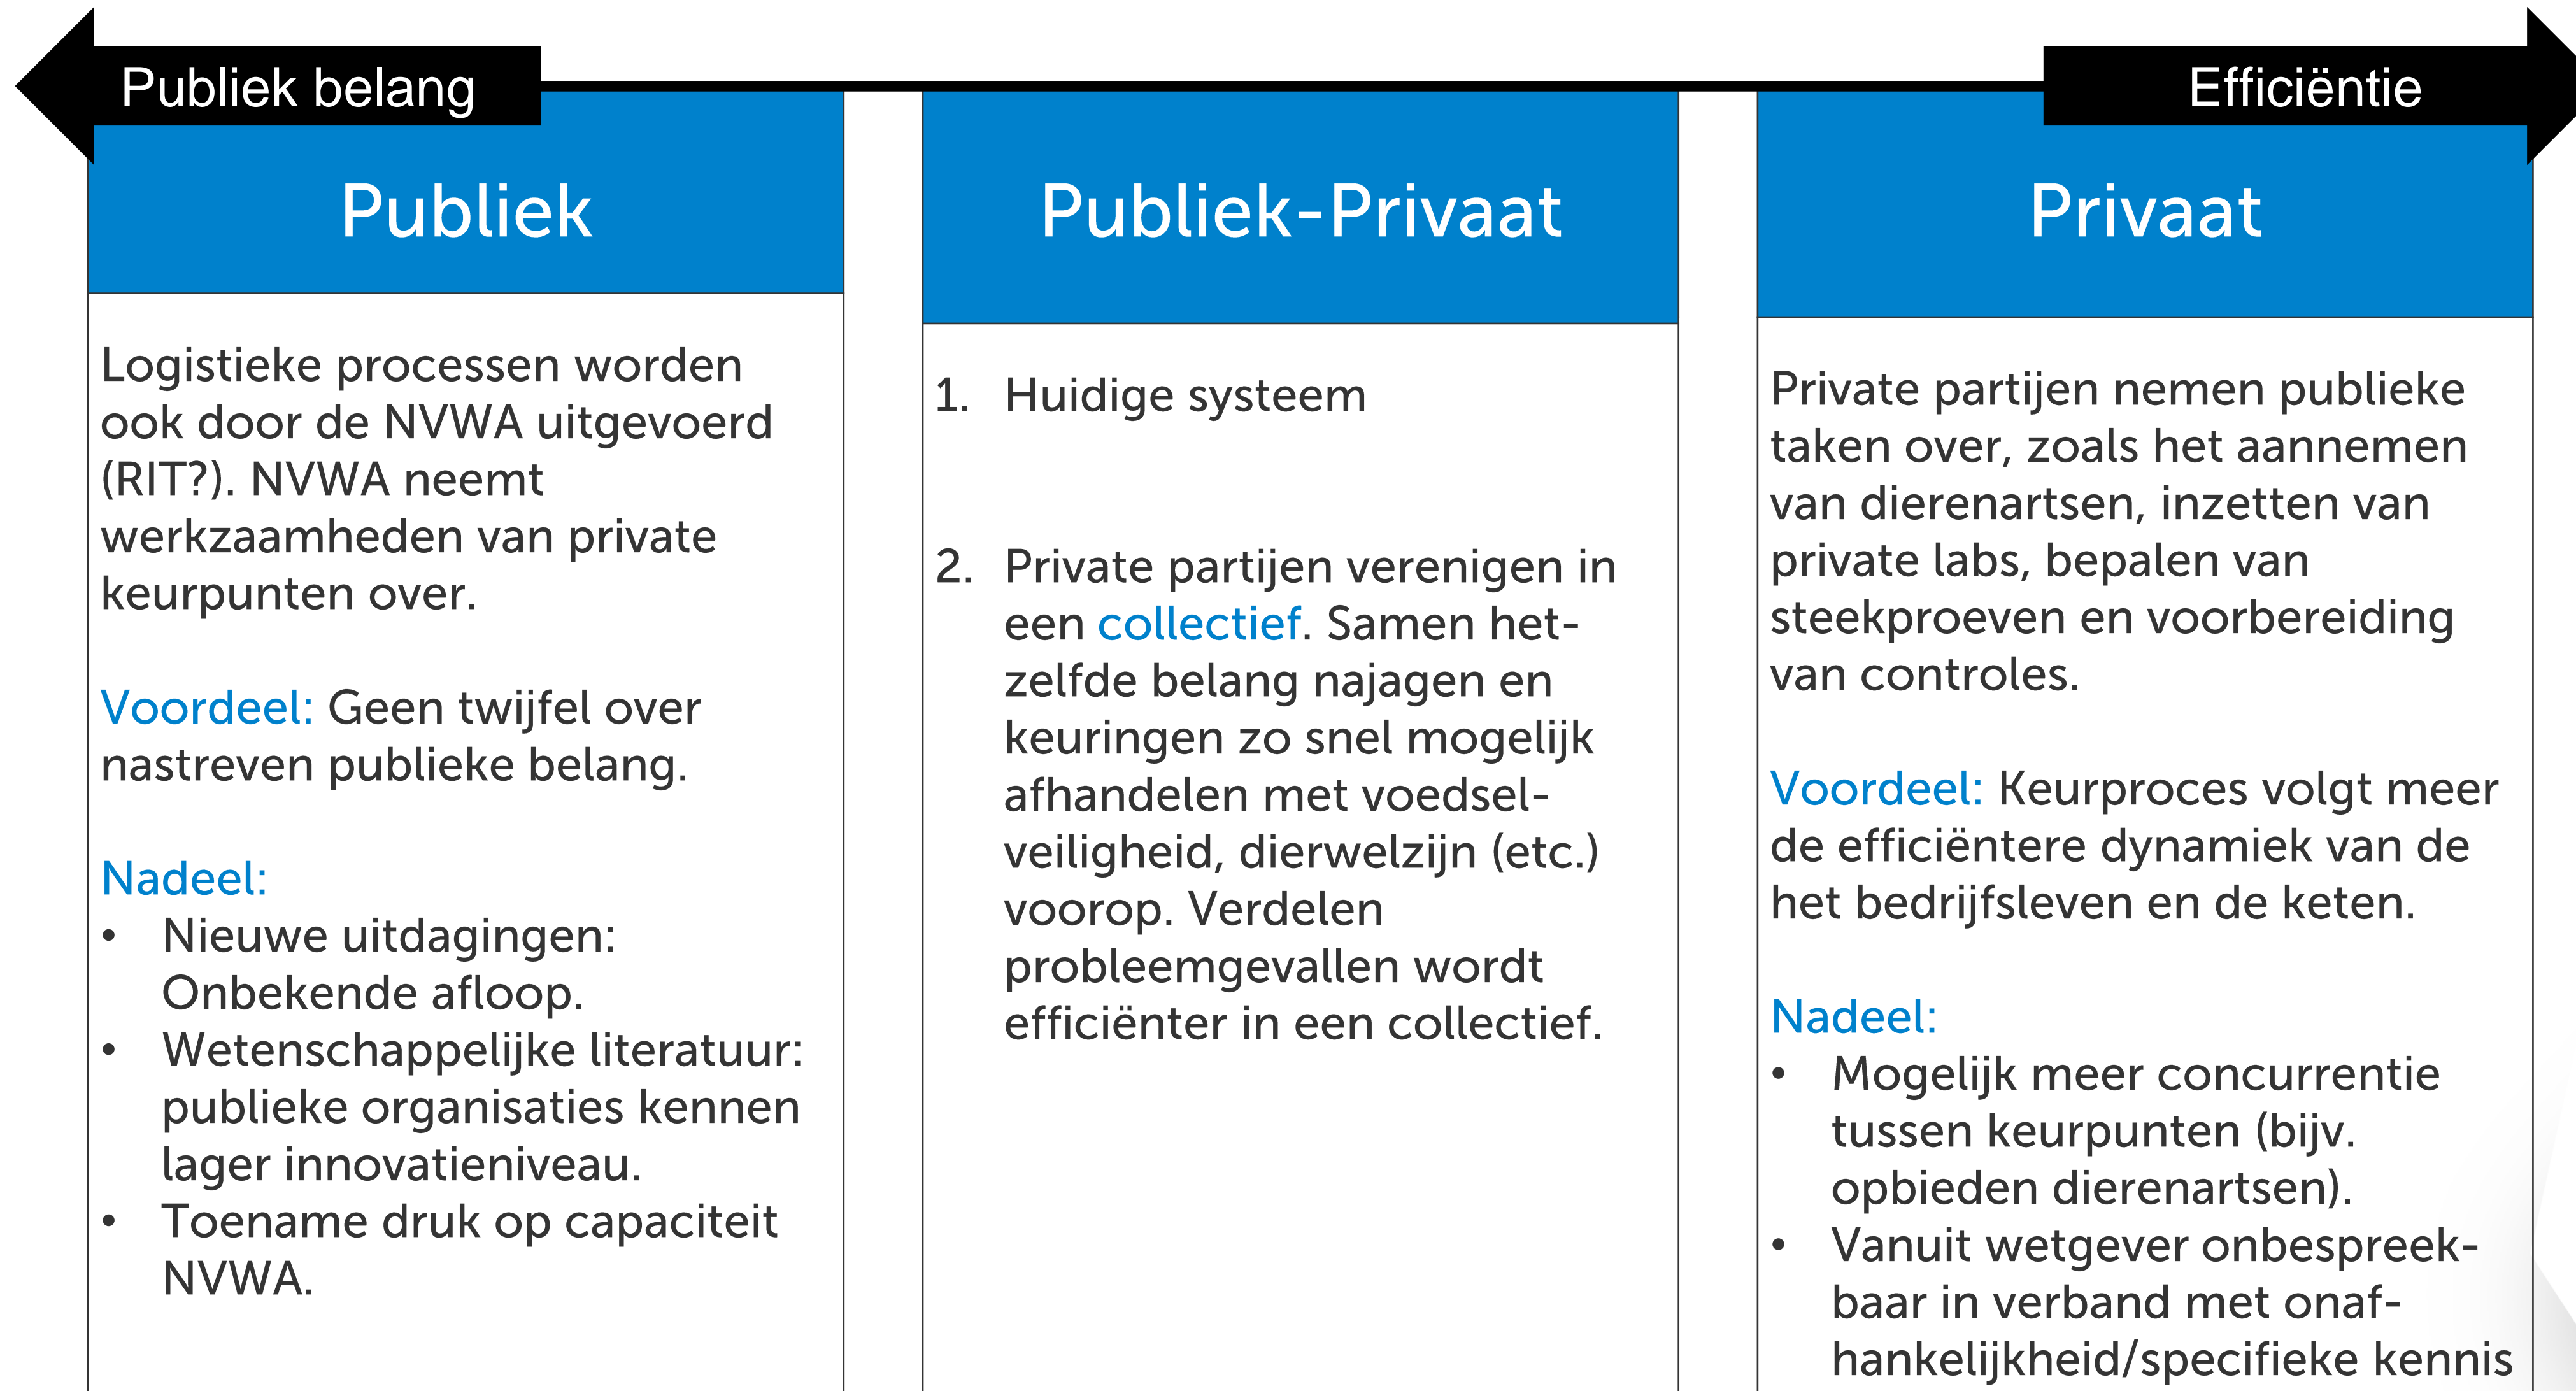 Publiek belang
Efficiëntie
Publiek
Logistieke processen worden
ook door de NVWA uitgevoerd
(RIT?). NVWA neemt
werkzaamheden van private
keurpunten over.
Voordeel: Geen twijfel over
nastreven publieke belang.
Nadeel:
• Nieuwe uitdagingen:
Onbekende afloop.
• Wetenschappelijke literatuur:
publieke organisaties kennen
lager innovatieniveau.
• Toename druk op capaciteit
NVWA.
Publiek-Privaat
1. Huidige systeem
2. Private partijen verenigen in
een collectief. Samen het-
zelfde belang najagen en
keuringen zo snel mogelijk
afhandelen met voedsel-
veiligheid, dierwelzijn (etc.)
voorop. Verdelen
probleemgevallen wordt
efficiënter in een collectief.
Privaat
Private partijen nemen publieke
taken over, zoals het aannemen
van dierenartsen, inzetten van
private labs, bepalen van
steekproeven en voorbereiding
van controles.
Voordeel: Keurproces volgt meer
de efficiëntere dynamiek van de
het bedrijfsleven en de keten.
Nadeel:
• Mogelijk meer concurrentie
tussen keurpunten (bijv.
opbieden dierenartsen).
• Vanuit wetgever onbespreek-
baar in verband met onaf-
hankelijkheid/specifieke kennis